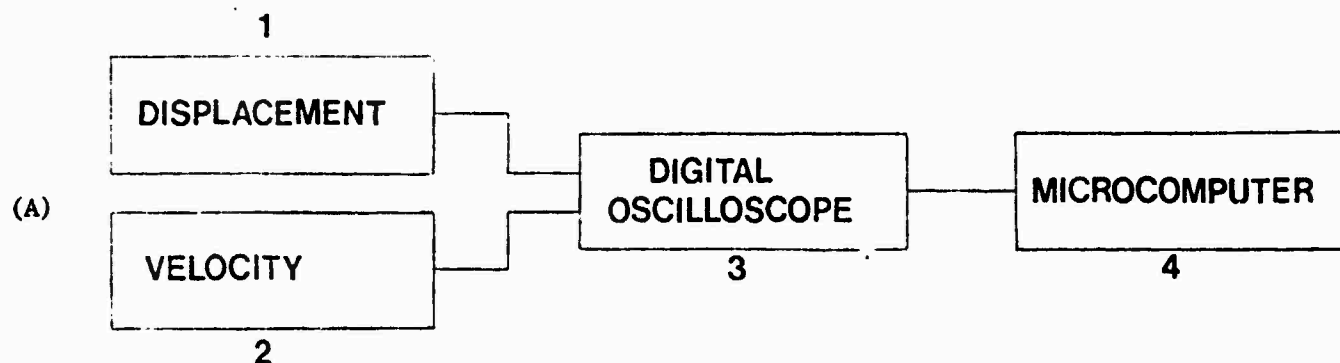 1
DISPLACEMENT
(A)
VELOCITY
2
DIGITAL
OSCILLOSCOPE
3
MICROCOMPUTER
4